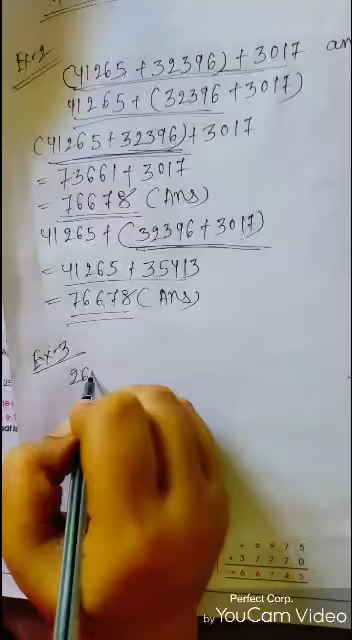 Ex-2
(41265 + 32396) + 3017 an
41265 + (32396 + 3017)
(41265 + 32396) + 3017
= 73661 + 3017
= 76678 (Ans)
41265 + (32396 + 3017)
= 41265 + 35413
= 76678 (Ans)
Ex-3
26
Perfect Corp.
by YouCam Video